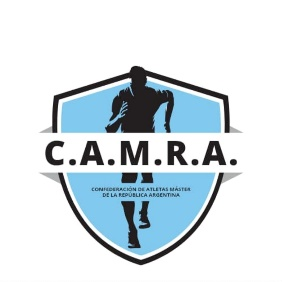 C.A.M.R.A.
CONFEDERACIÓN DE ATLETAS MÁSTER
DE LA REPÚBLICA ARGENTINA